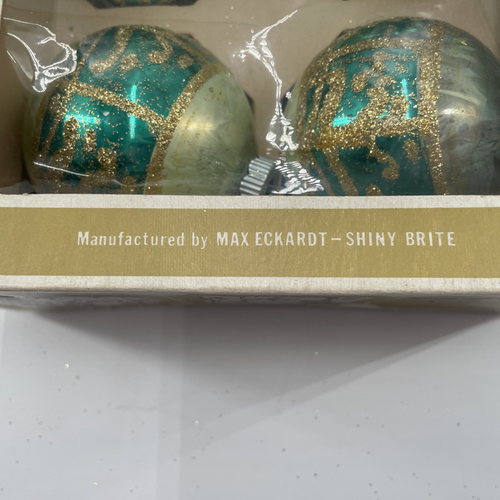 Manufactured by MAX ECKARDT – SHINY BRITE